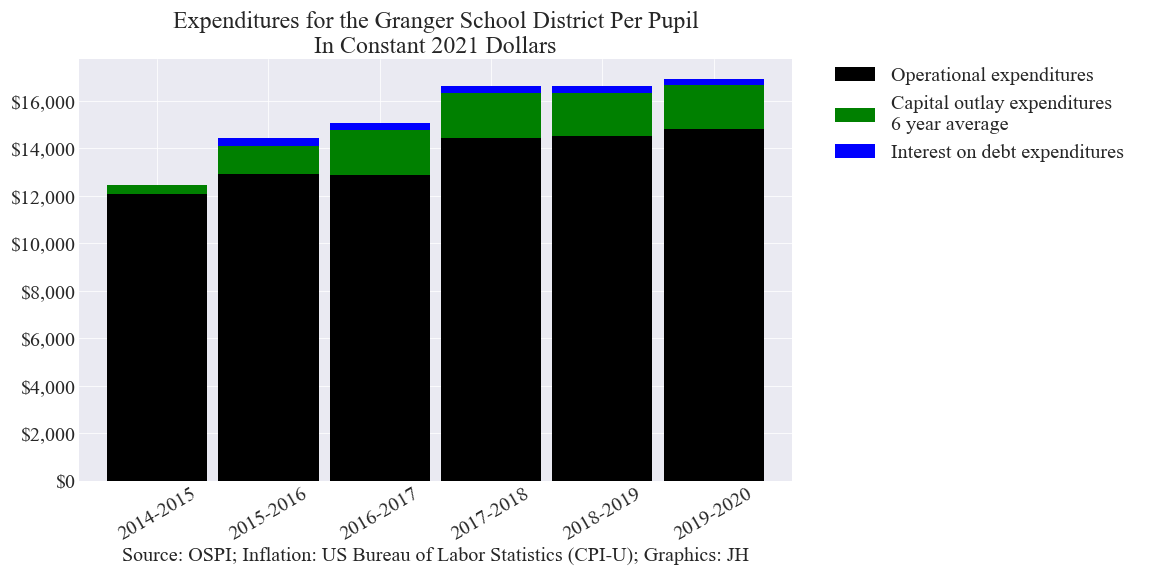 Expenditures for the Granger School District Per Pupil
In Constant 2021 Dollars
Operational expenditures
Capital outlay expenditures
6 year average
Interest on debt expenditures
$16,000
$14,000
$12,000
$10,000
$8,000
$6,000
$4,000
$2,000
$0
2014-2015
2015-2016
2016-2017
2017-2018
2018-2019
2019-2020
Source: OSPI; Inflation: US Bureau of Labor Statistics (CPI-U); Graphics: JH